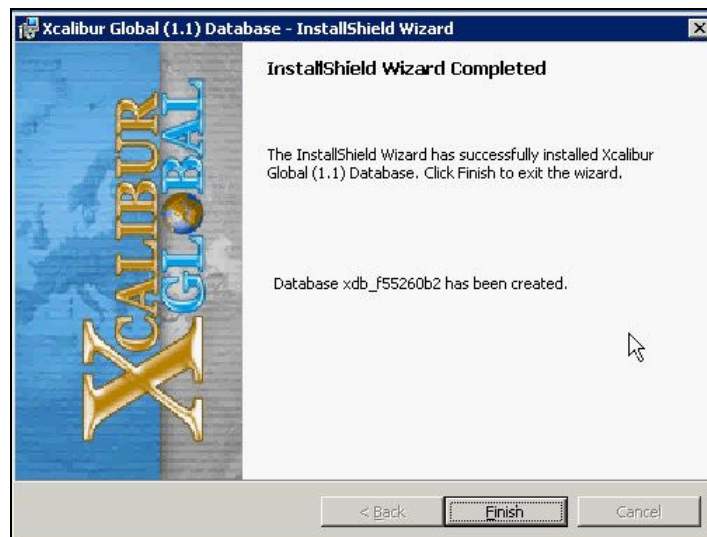 Xcalibur Global (1.1) Database - InstallShield Wizard
InstallShield Wizard Completed
XCALIBUR
GLOBAL
The InstallShield Wizard has successfully installed Xcalibur
Global (1.1) Database. Click Finish to exit the wizard.
Database xdb_f55260b2 has been created.
< Back
Finish
Cancel